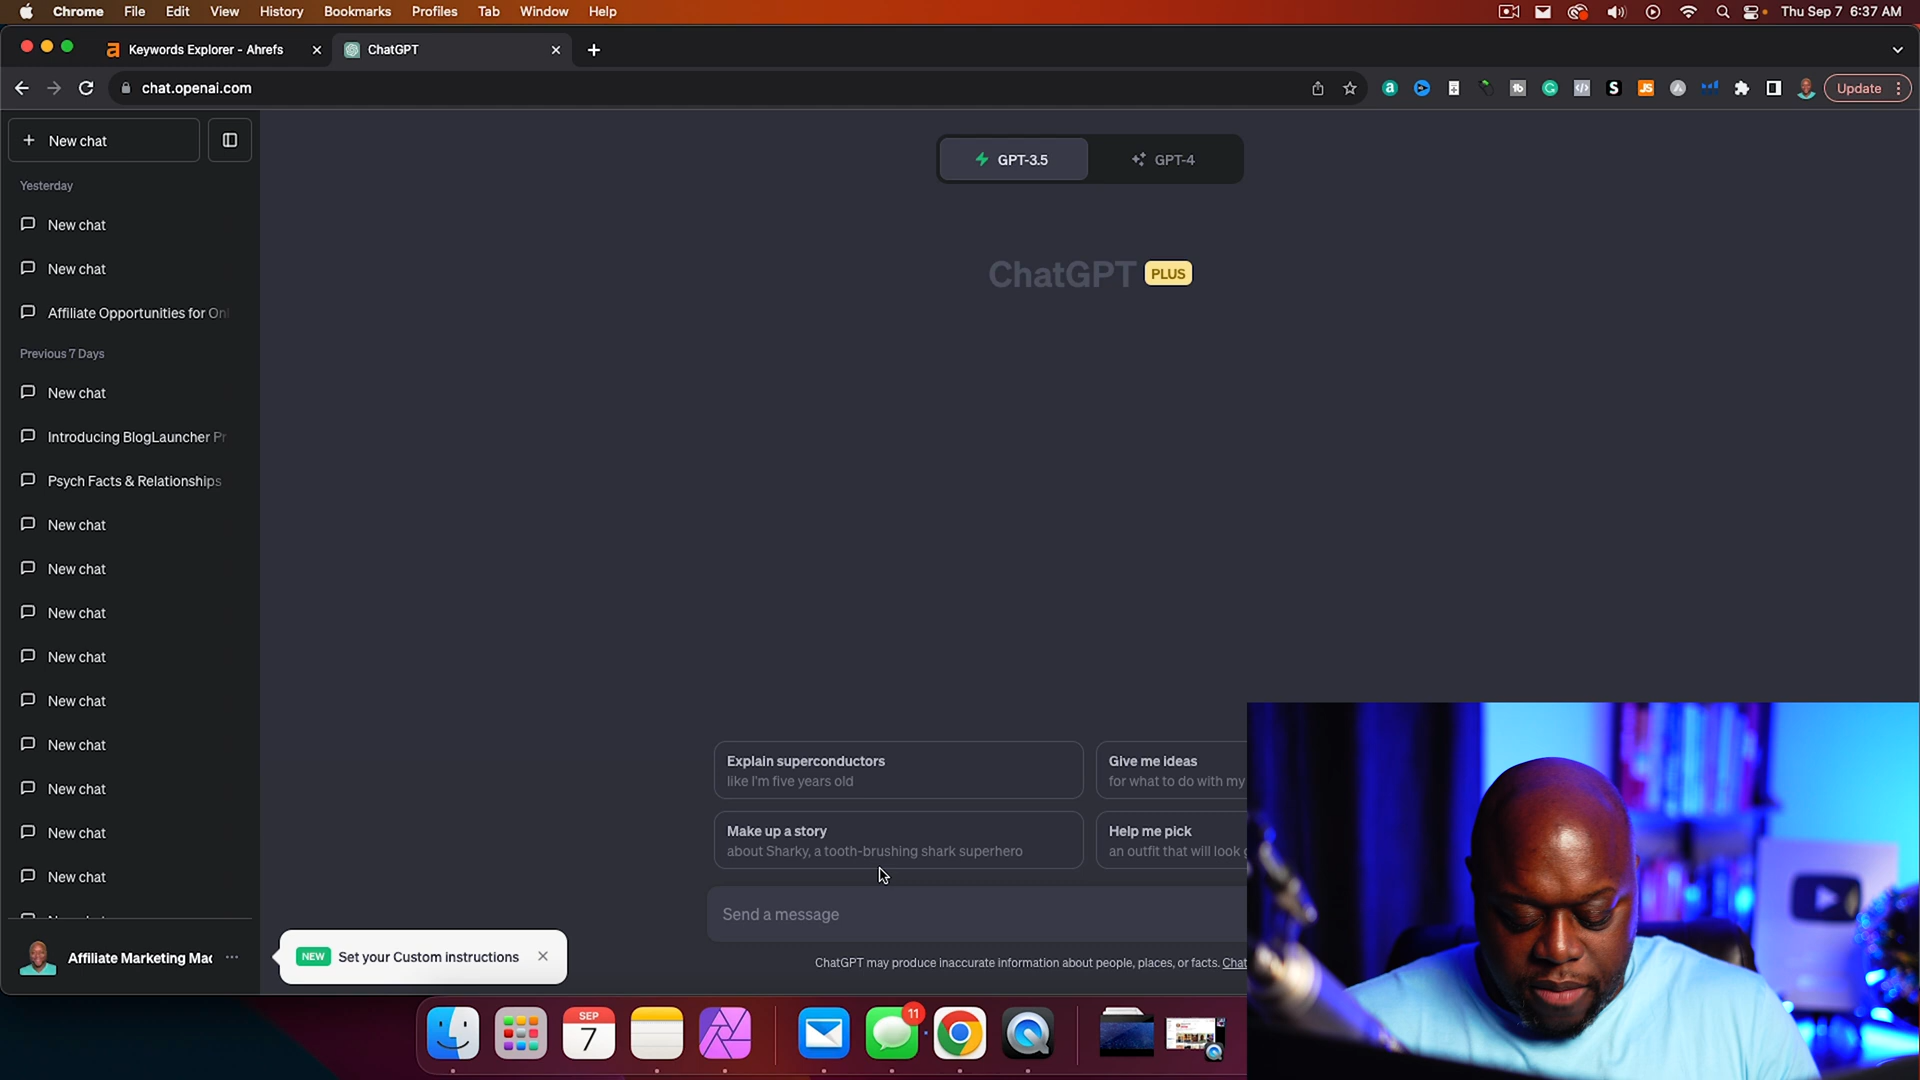 Chrome File Edit View History Bookmarks Profiles Tab Window Help
Thu Sep 7 6:37 AM
Keywords Explorer - Ahrefs
ChatGPT
chat.openai.com
Update
New chat
Yesterday
New chat
New chat
Affiliate Opportunities for Onl
Previous 7 Days
New chat
Introducing BlogLauncher Pr
Psych Facts & Relationships
New chat
New chat
New chat
New chat
New chat
New chat
New chat
New chat
New chat
Affiliate Marketing Mac
GPT-3.5
GPT-4
ChatGPT PLUS
Explain superconductors
like I'm five years old
Give me ideas
for what to do with my
Make up a story
about Sharky, a tooth-brushing shark superhero
Help me pick
an outfit that will look
Send a message
NEW Set your Custom instructions
ChatGPT may produce inaccurate information about people, places, or facts. Chat
SEP
7
11